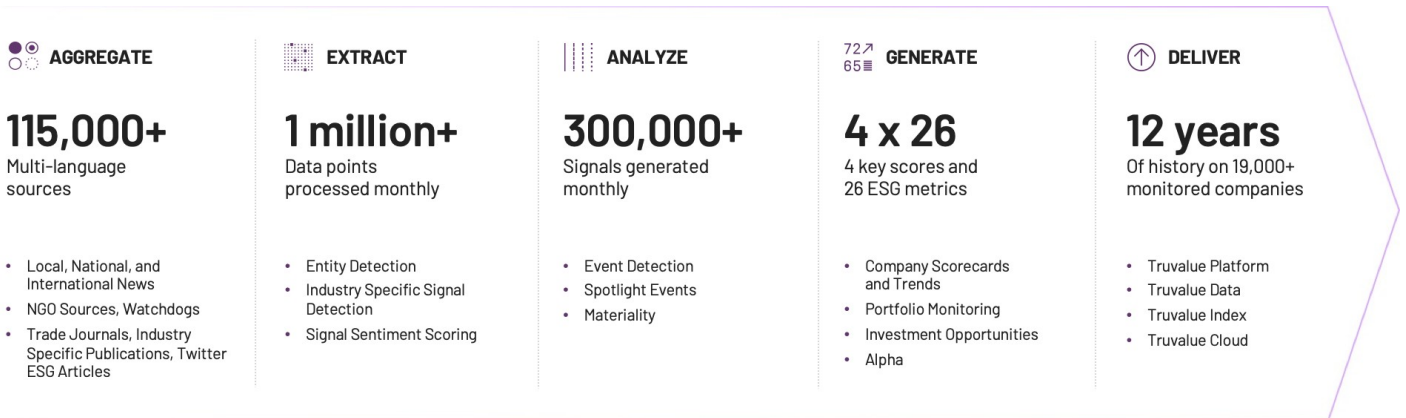 AGGREGATE
115,000+
Multi-language
sources
• Local, National, and
International News
• NGO Sources, Watchdogs
• Trade Journals, Industry
Specific Publications, Twitter
ESG Articles
EXTRACT
1 million+
Data points
processed monthly
• Entity Detection
• Industry Specific Signal
Detection
• Signal Sentiment Scoring
ANALYZE
300,000+
Signals generated
monthly
• Event Detection
• Spotlight Events
• Materiality
72↗
65≣
GENERATE
4 x 26
4 key scores and
26 ESG metrics
• Company Scorecards
and Trends
• Portfolio Monitoring
• Investment Opportunities
• Alpha
DELIVER
12 years
Of history on 19,000+
monitored companies
• Truvalue Platform
• Truvalue Data
• Truvalue Index
• Truvalue Cloud